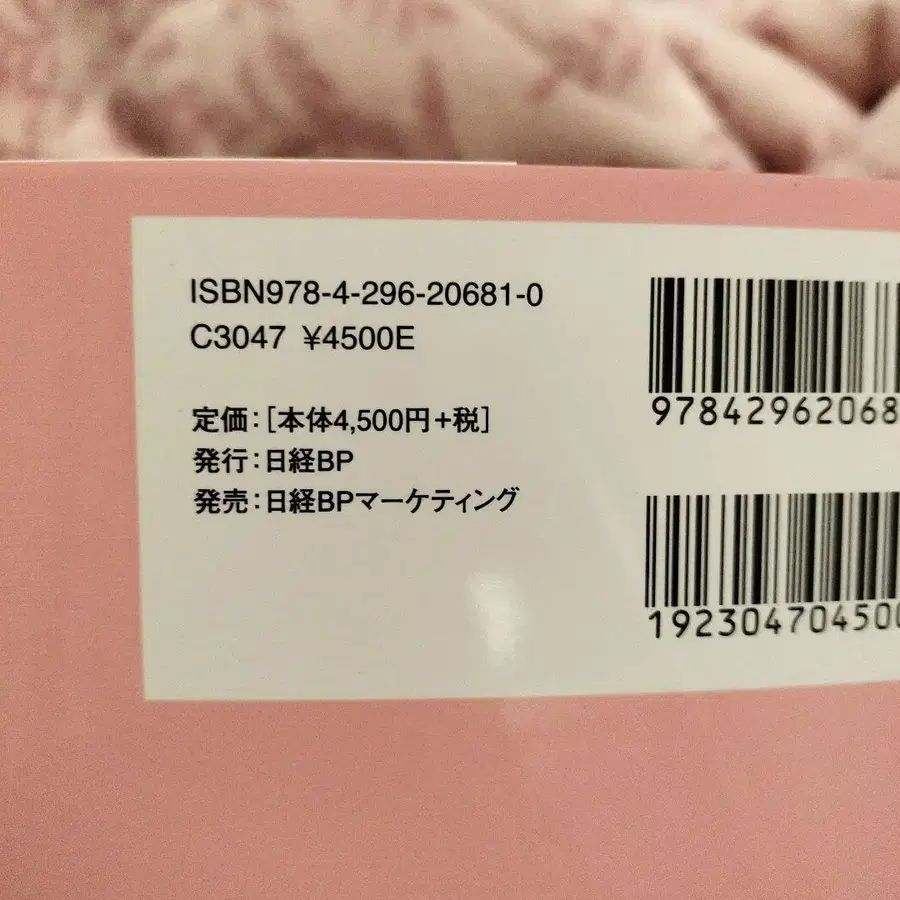 ISBN978-4-296-20681-0
C3047 ¥4500E
定価:[本体4,500円+税]
発行:日経BP
発売:日経BPマーケティング
97842962068
192304704500